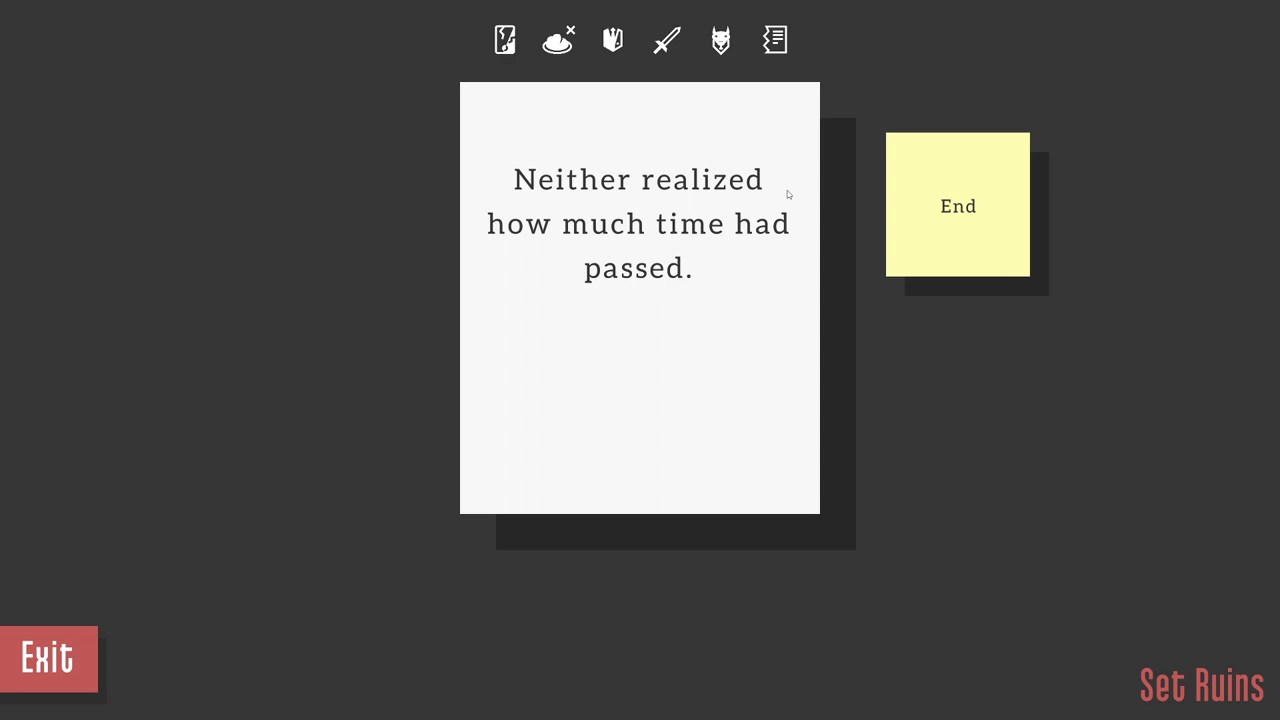 Neither realized
how much time had
passed.
End
Exit
Set Ruins